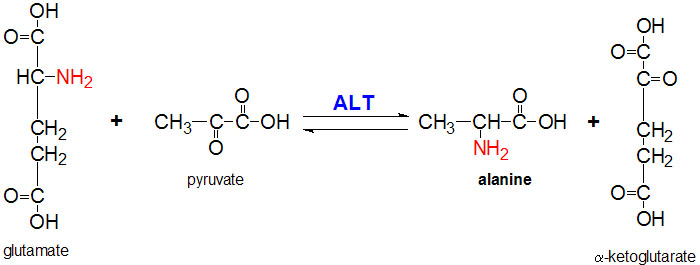 OH
O=C
HC–NH2
CH2
CH2
O=C
OH
glutamate
+
O
CH3–C–C–OH
O
pyruvate
ALT
O
CH3–CH–C–OH
NH2
alanine
+
OH
O=C
C=O
CH2
CH2
O=C
OH
α-ketoglutarate